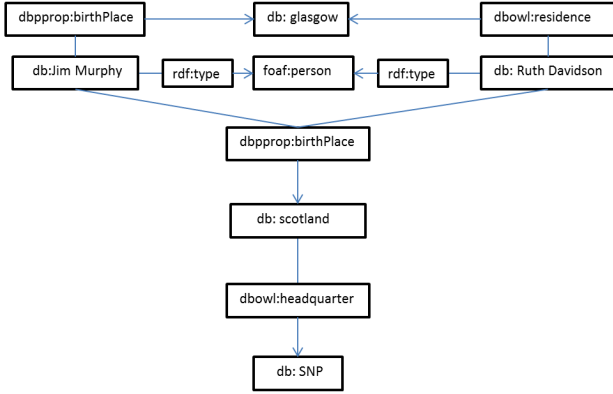 dbpprop:birthPlace
db: glasgow
dbowl:residence
db:Jim Murphy
rdf:type
foaf:person
rdf:type
db: Ruth Davidson
dbpprop:birthPlace
db: scotland
dbowl:headquarter
db: SNP